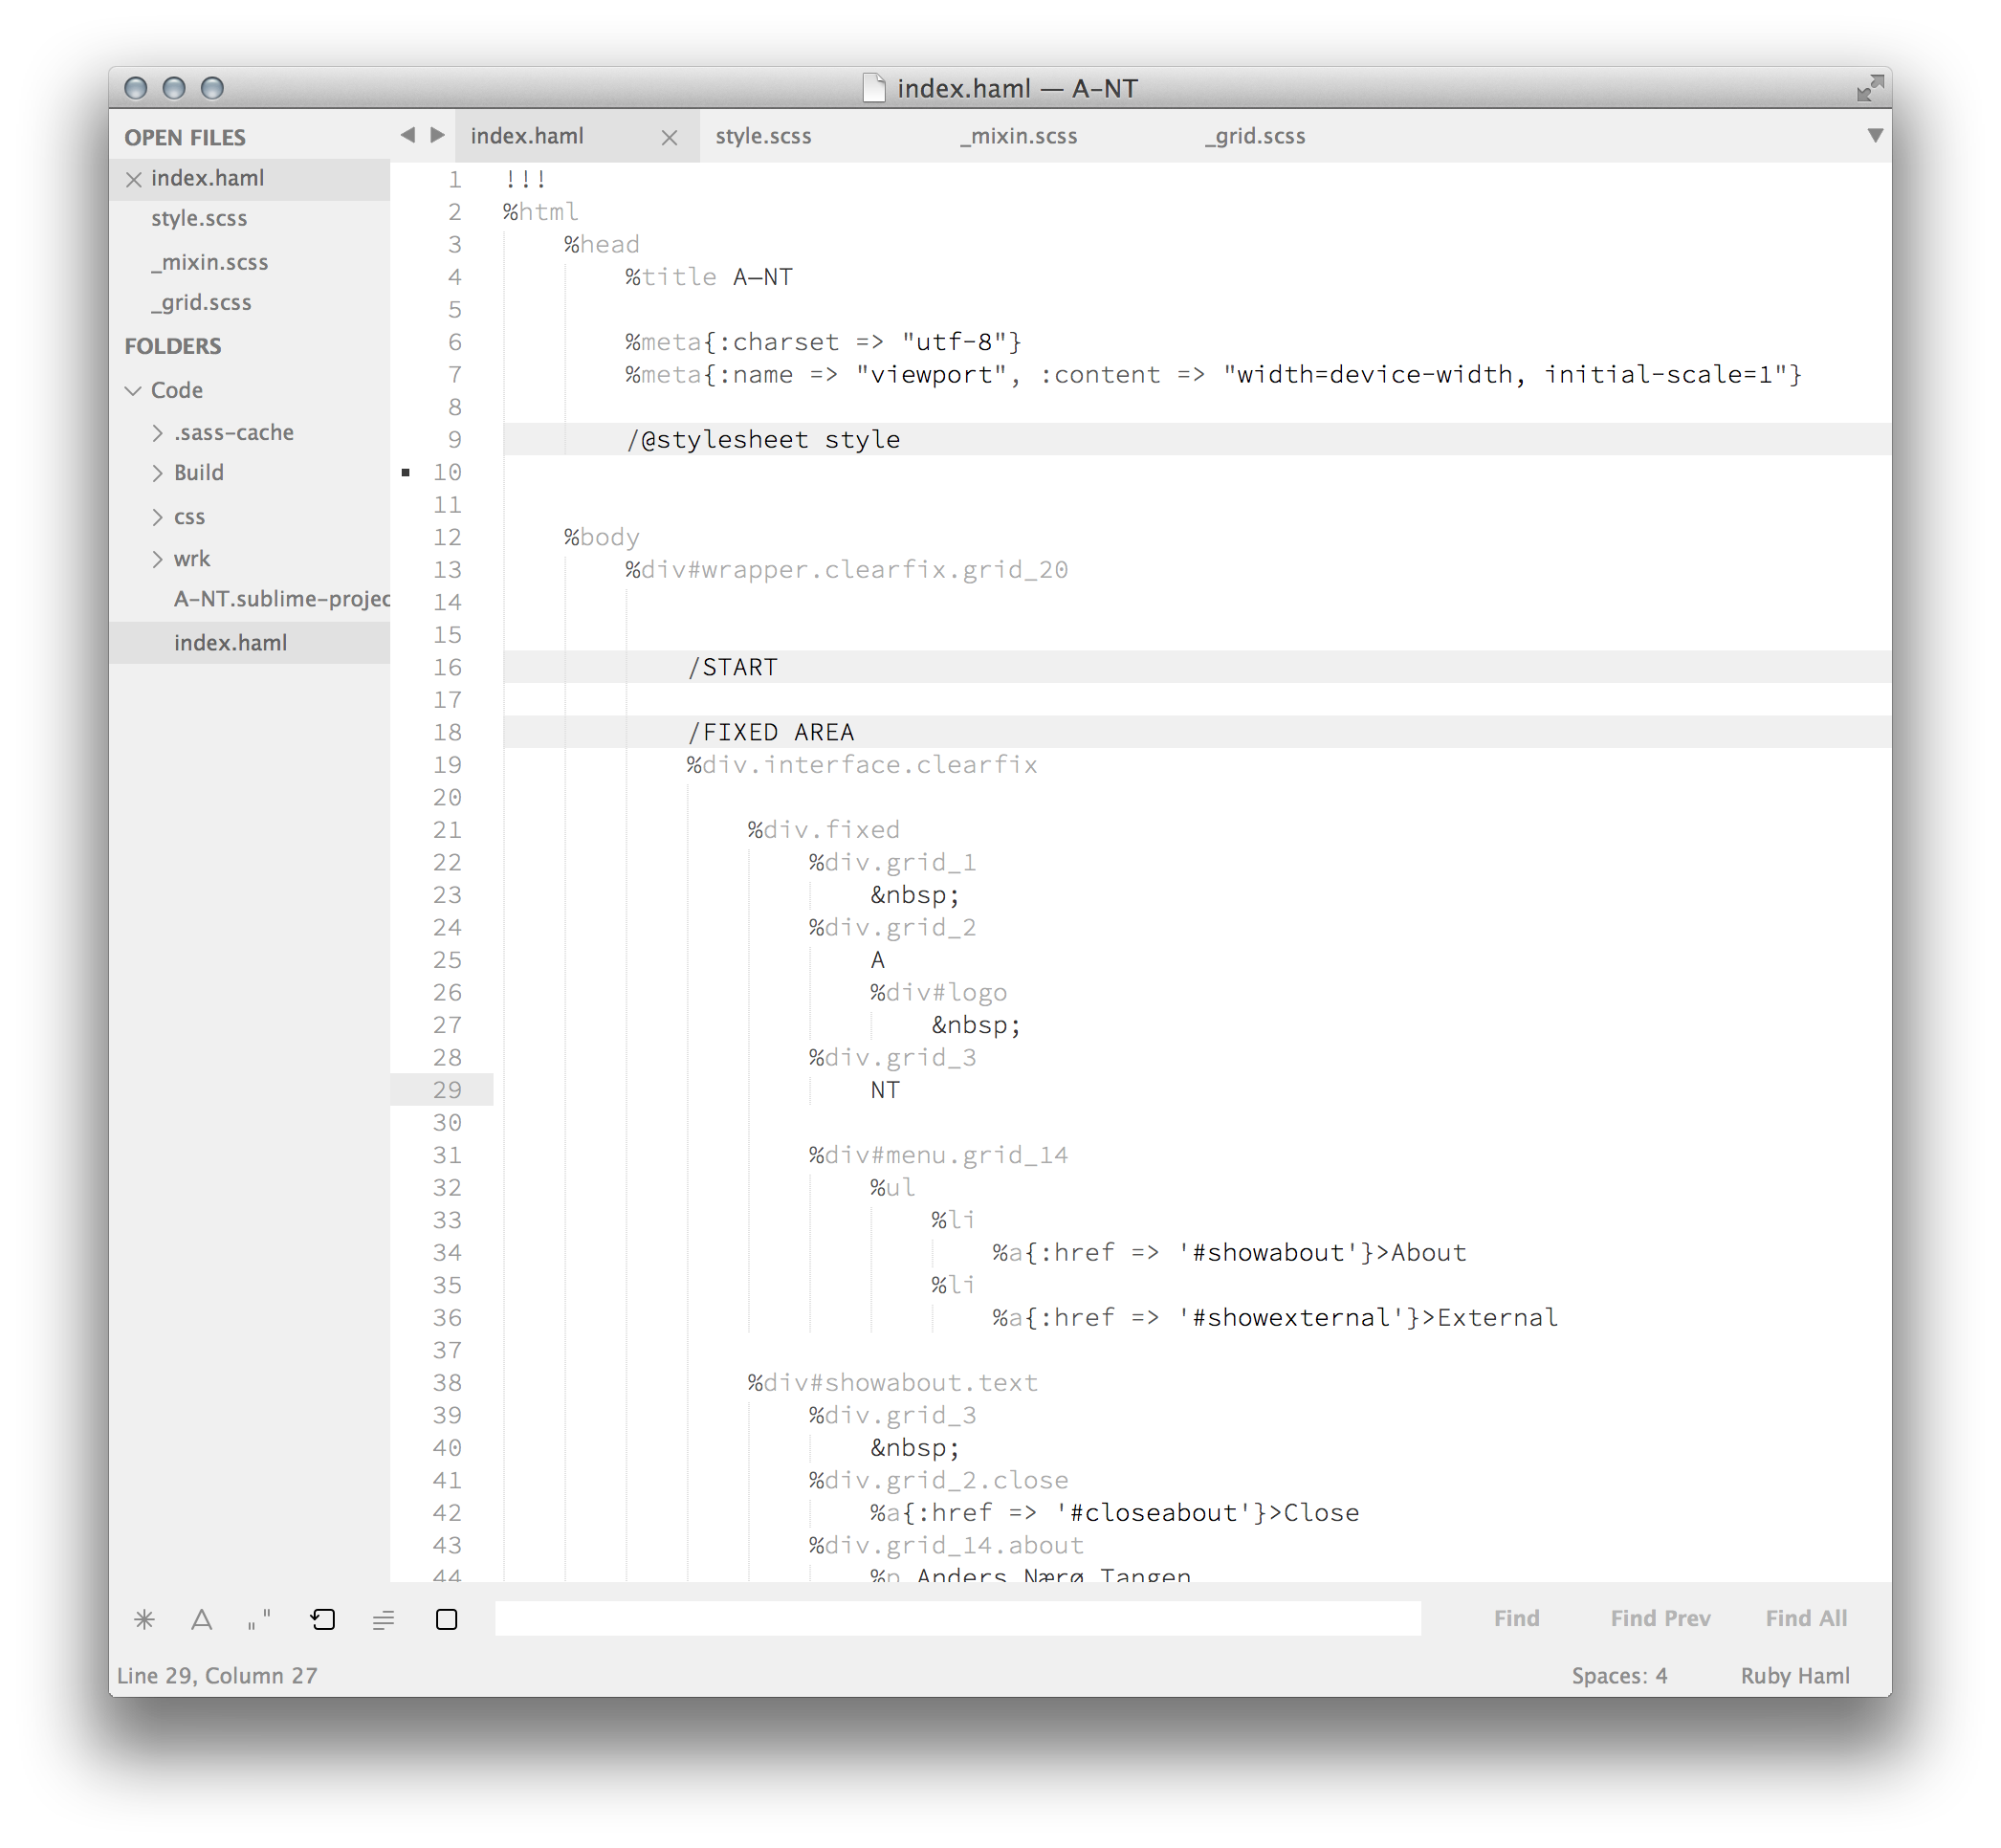 index.haml — A-NT
OPEN FILES
index.haml
style.scss
_mixin.scss
_grid.scss
FOLDERS
Code
.sass-cache
Build
css
wrk
A-NT.sublime-projec
index.haml
index.haml style.scss _mixin.scss _grid.scss
1 !!!
2 %html
3     %head
4         %title A—NT
5
6         %meta{:charset => "utf-8"}
7         %meta{:name => "viewport", :content => "width=device-width, initial-scale=1"}
8
9         /@stylesheet style
10
11
12     %body
13         %div#wrapper.clearfix.grid_20
14
15
16             /START
17
18             /FIXED AREA
19             %div.interface.clearfix
20
21                 %div.fixed
22                     %div.grid_1
23                         &nbsp;
24                     %div.grid_2
25                         A
26                         %div#logo
27                             &nbsp;
28                     %div.grid_3
29                         NT
30
31                     %div#menu.grid_14
32                         %ul
33                             %li
34                                 %a{:href => '#showabout'}>About
35                             %li
36                                 %a{:href => '#showexternal'}>External
37
38                 %div#showabout.text
39                     %div.grid_3
40                         &nbsp;
41                     %div.grid_2.close
42                         %a{:href => '#closeabout'}>Close
43                     %div.grid_14.about
44                         %p Anders Nærø Tangen
Find Find Prev Find All
Line 29, Column 27 Spaces: 4 Ruby Haml